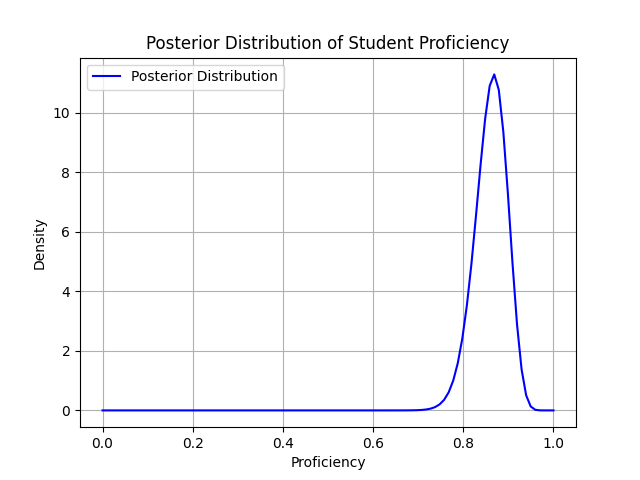 Posterior Distribution of Student Proficiency
Posterior Distribution
10
8
6
4
2
0
Density
0.0 0.2 0.4 0.6 0.8 1.0
Proficiency